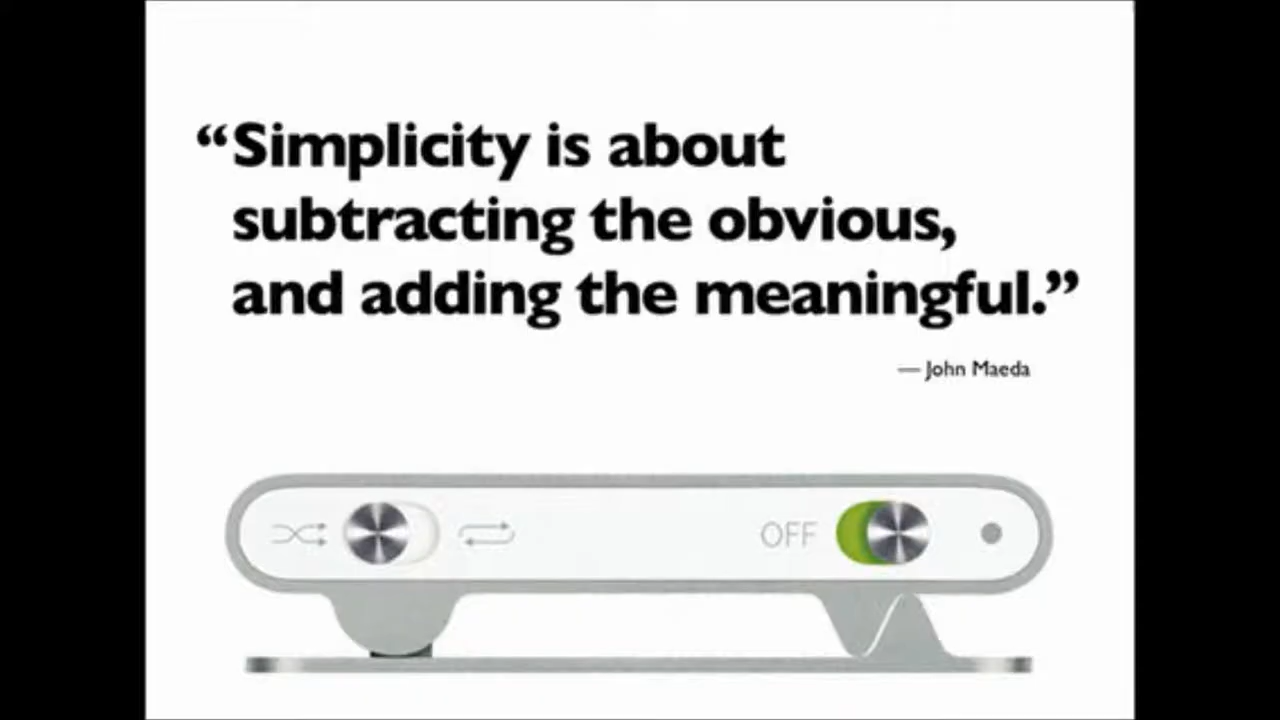 “Simplicity is about
subtracting the obvious,
and adding the meaningful.”
— John Maeda
OFF